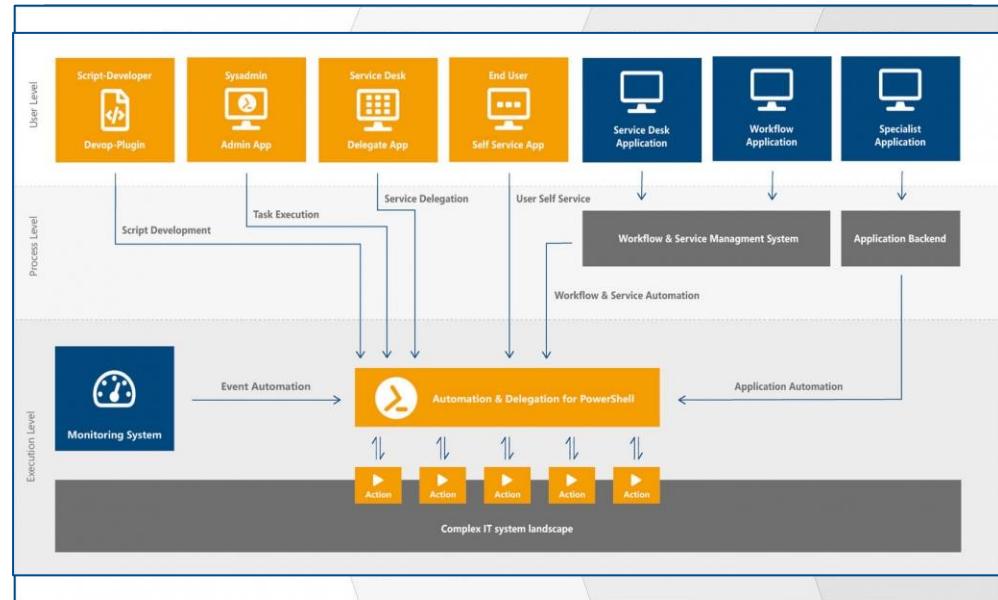 User Level
Script-Developer
Devop-Plugin
Sysadmin
Admin App
Service Desk
Delegate App
End User
Self Service App
Service Desk
Application
Workflow
Application
Specialist
Application
Process Level
Script Development
Task Execution
Service Delegation
User Self Service
Workflow & Service Managment System
Application Backend
Workflow & Service Automation
Execution Level
Monitoring System
Event Automation
Automation & Delegation for PowerShell
Application Automation
Action
Action
Action
Action
Action
Complex IT system landscape